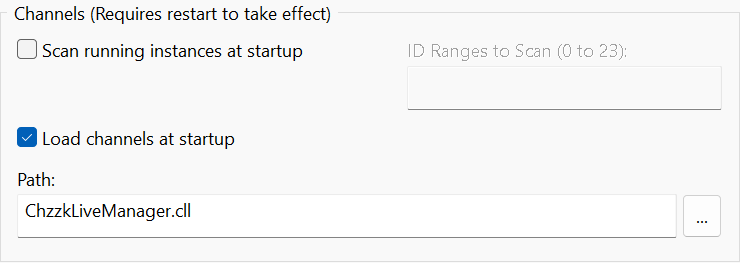 Channels (Requires restart to take effect)
Scan running instances at startup
ID Ranges to Scan (0 to 23):
Load channels at startup
Path:
ChzzkLiveManager.cll
...